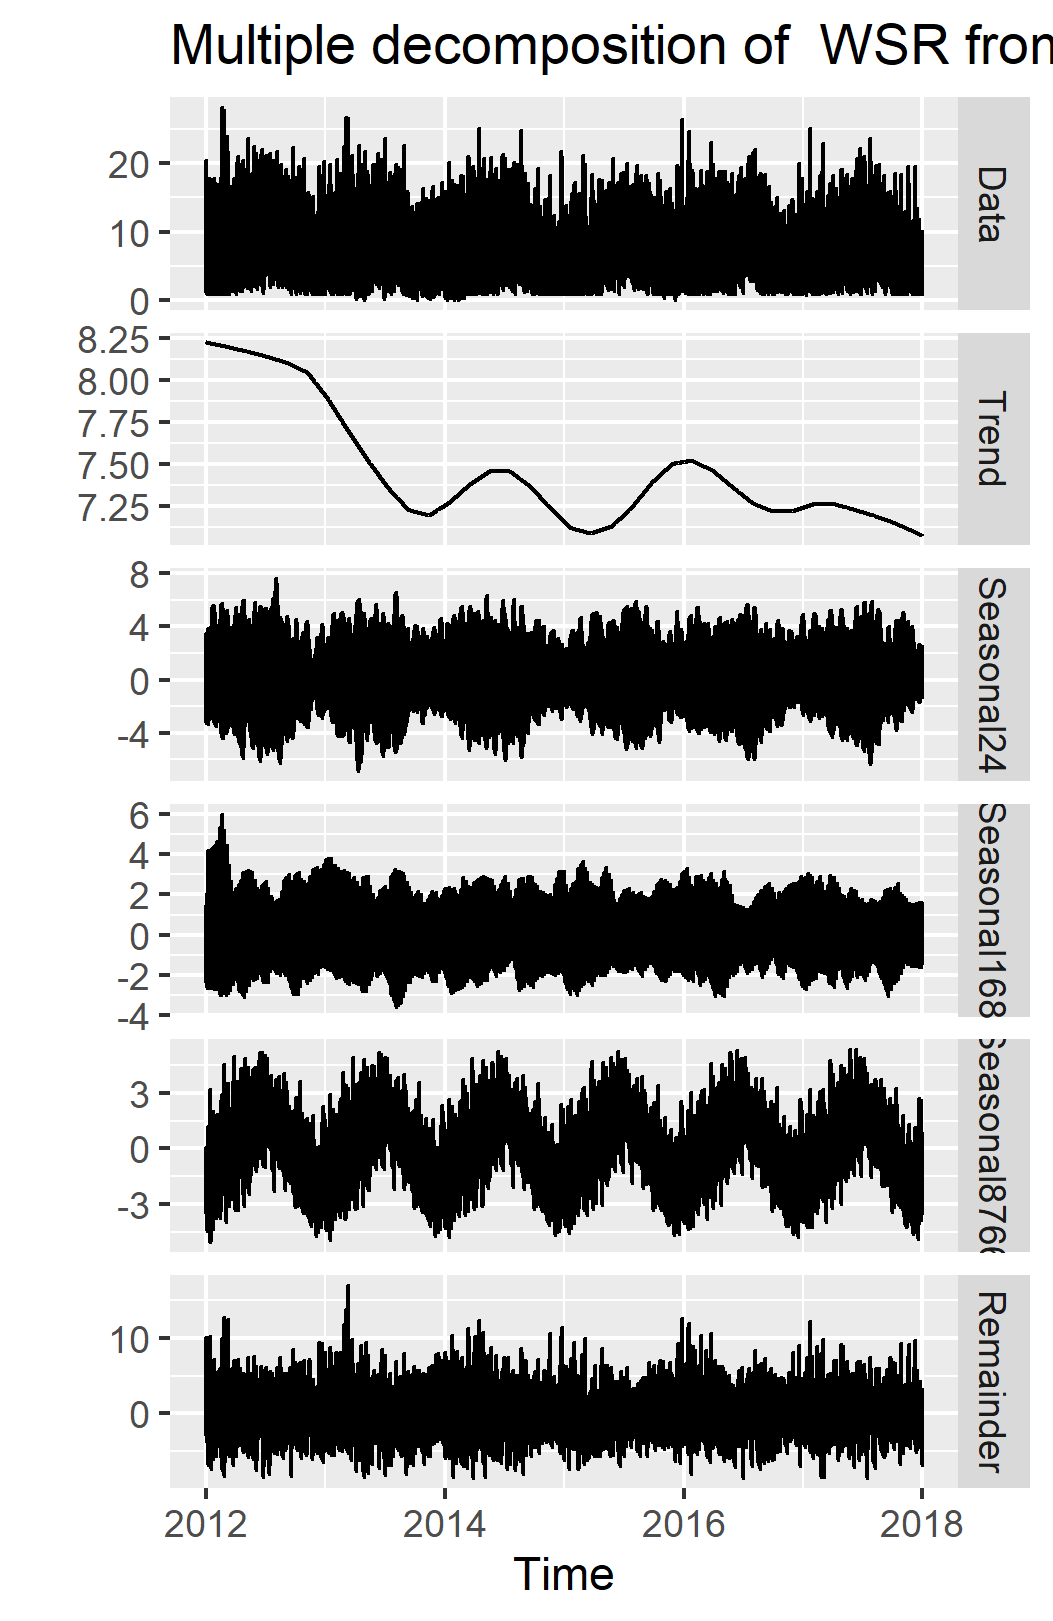 Multiple decomposition of WSR from
20
10
0
Data
8.25
8.00
7.75
7.50
7.25
Trend
8
4
0
-4
Seasonal24
6
4
2
0
-2
-4
Seasonal168
3
0
-3
Seasonal8766
10
0
Remainder
2012 2014 2016 2018
Time